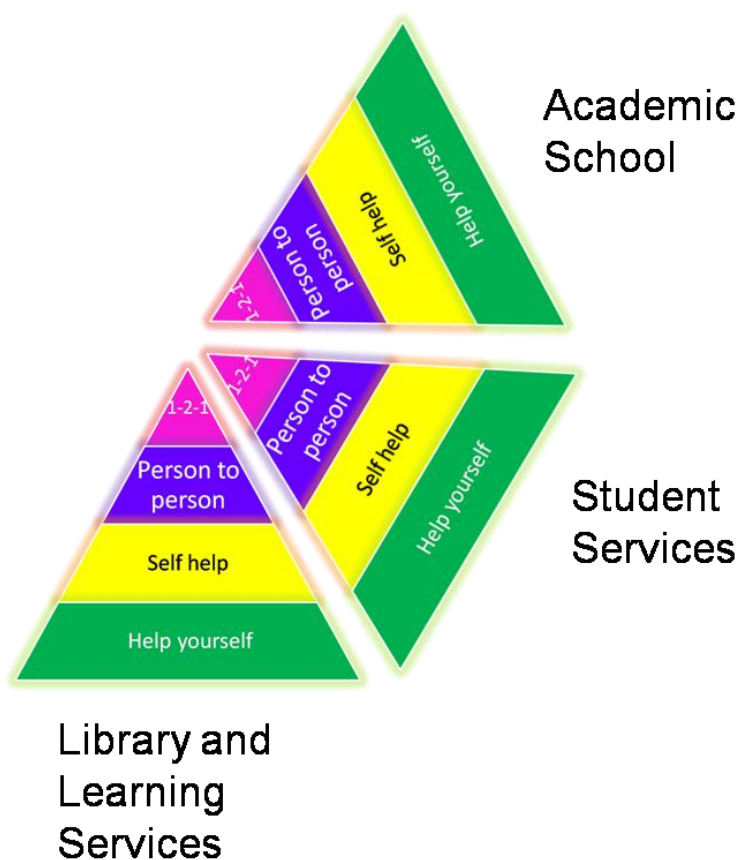 Academic
School
Help yourself
Self help
Person to
person
1-2-1
1-2-1
Person to
person
Self help
Help yourself
Student
Services
1-2-1
Person to
person
Self help
Help yourself
Library and
Learning
Services